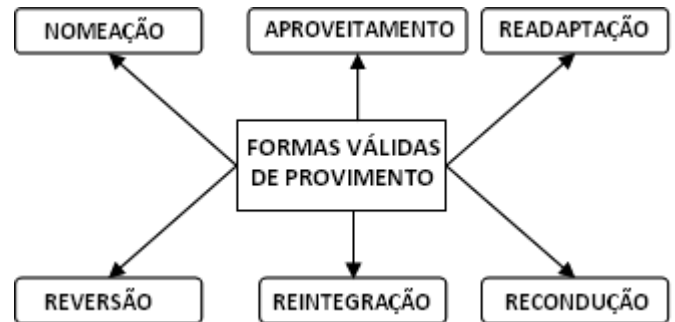 NOMEAÇÃO
APROVEITAMENTO
READAPTAÇÃO
FORMAS VÁLIDAS
DE PROVIMENTO
REVERSÃO
REINTEGRAÇÃO
RECONDUÇÃO